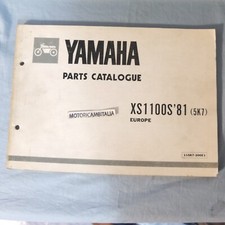 YAMAHA
PARTS CATALOGUE
MOTORICAMBITALIA
XS1100S'81 (5K7)
EUROPE